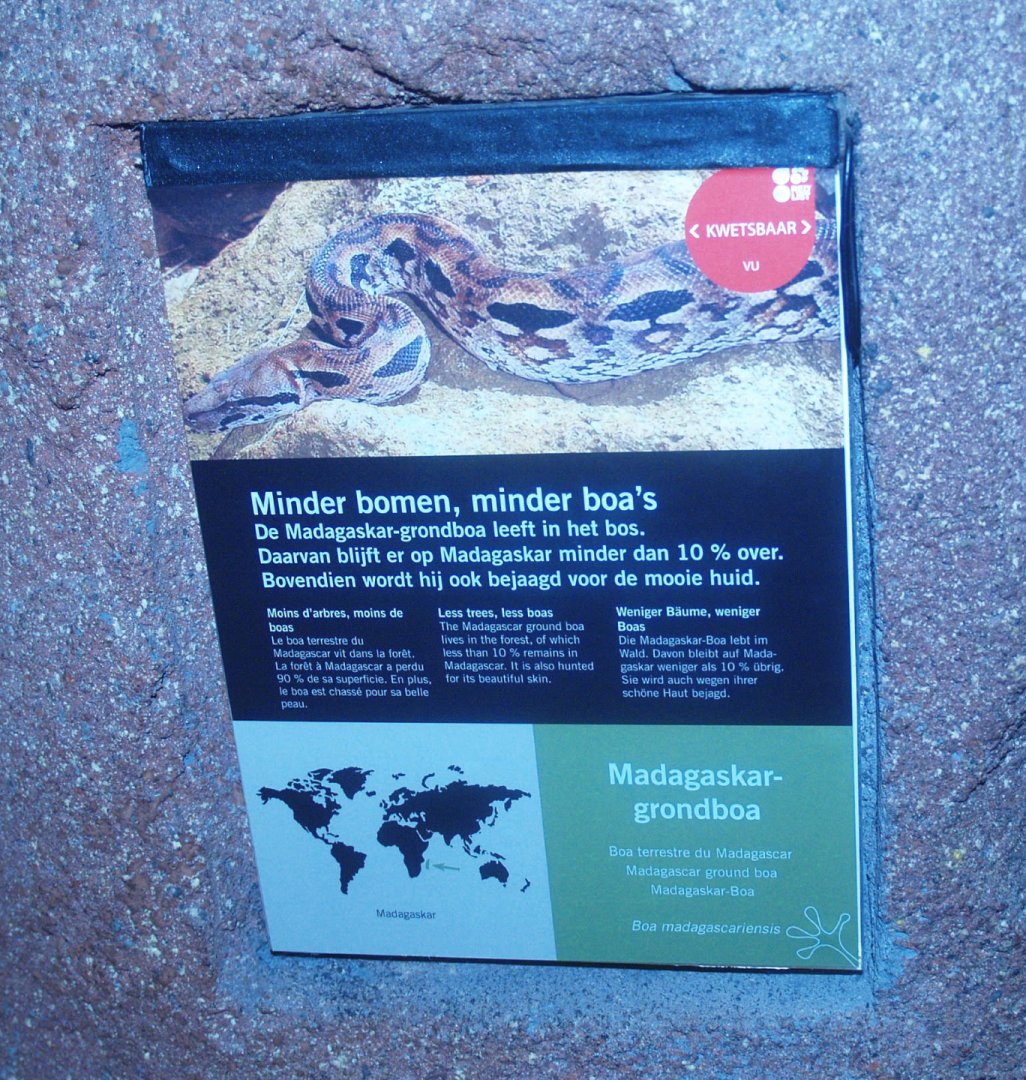 < KWETSBAAR >
VU
Minder bomen, minder boa's
De Madagaskar-grondboa leeft in het bos.
Daarvan blijft er op Madagaskar minder dan 10 % over.
Bovendien wordt hij ook bejaagd voor de mooie huid.
Moins d'arbres, moins de
boas
Le boa terrestre du
Madagascar vit dans la forêt.
La forêt à Madagascar a perdu
90 % de sa superficie. En plus,
le boa est chassé pour sa belle
peau.
Less trees, less boas
The Madagascar ground boa
lives in the forest, of which
less than 10 % remains in
Madagascar. It is also hunted
for its beautiful skin.
Weniger Bäume, weniger
Boas
Die Madagaskar-Boa lebt im
Wald. Davon bleibt auf Mada-
gaskar weniger als 10 % übrig.
Sie wird auch wegen ihrer
schöne Haut bejagd.
Madagaskar
Madagaskar-
grondboa
Boa terrestre du Madagascar
Madagascar ground boa
Madagaskar-Boa
Boa madagascariensis